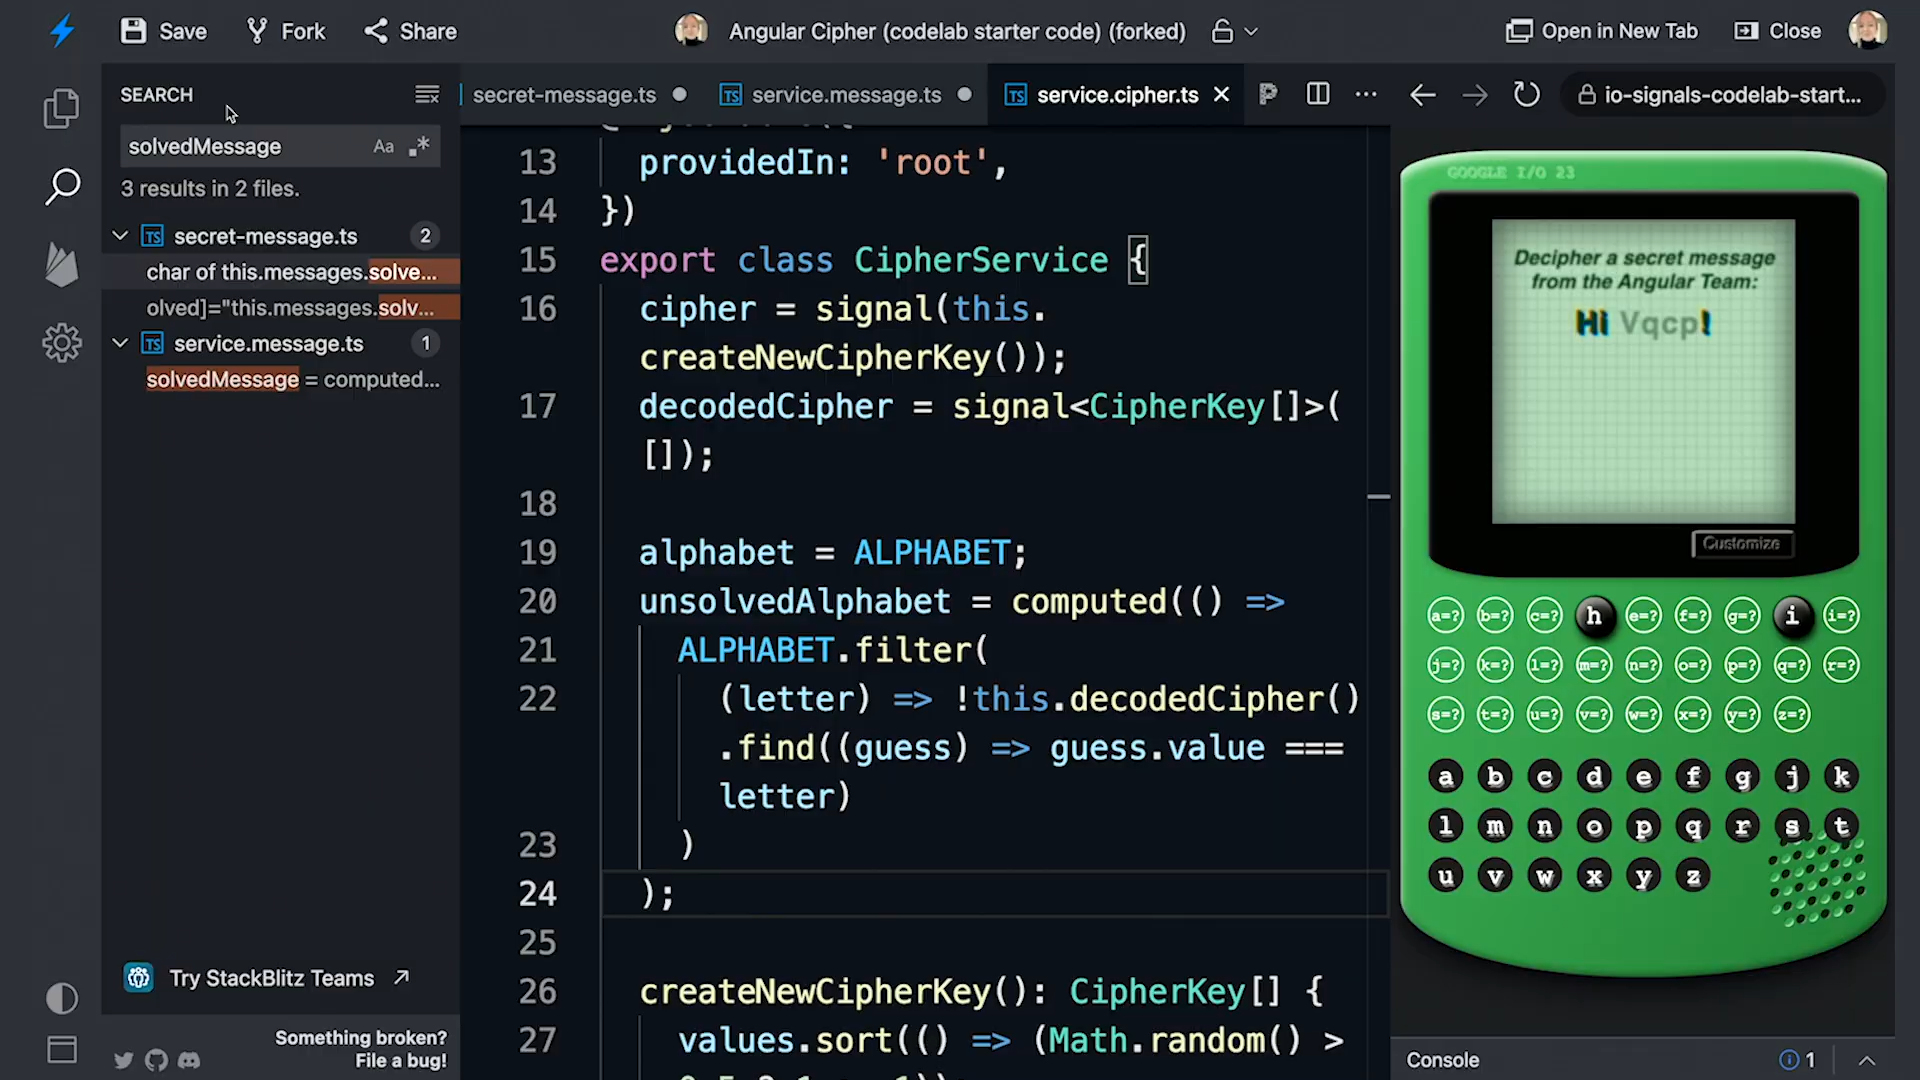 Save Fork Share Angular Cipher (codelab starter code) (forked) Open in New Tab Close
SEARCH
solvedMessage Aa .*
3 results in 2 files.
TS secret-message.ts 2
char of this.messages.solve...
olved]="this.messages.solv...
TS service.message.ts 1
solvedMessage = computed...
Try StackBlitz Teams
Something broken?
File a bug!
secret-message.ts TS service.message.ts TS service.cipher.ts
13 providedIn: 'root',
14 })
15 export class CipherService {
16 cipher = signal(this.
createNewCipherKey());
17 decodedCipher = signal<CipherKey[]>(
[]);
18
19 alphabet = ALPHABET;
20 unsolvedAlphabet = computed(() =>
21 ALPHABET.filter(
22 (letter) => !this.decodedCipher()
.find((guess) => guess.value ===
letter)
23 )
24 );
25
26 createNewCipherKey(): CipherKey[] {
27 values.sort(() => (Math.random() >
io-signals-codelab-start...
GOOGLE I/O 23
Decipher a secret message
from the Angular Team:
Hi Vqcp!
Customize
a=? b=? c=? h e=? f=? g=? i i=?
j=? k=? l=? m=? n=? o=? p=? q=? r=?
s=? t=? u=? v=? w=? x=? y=? z=?
a b c d e f g j k
l m n o p q r s t
u v w x y z
Console 1